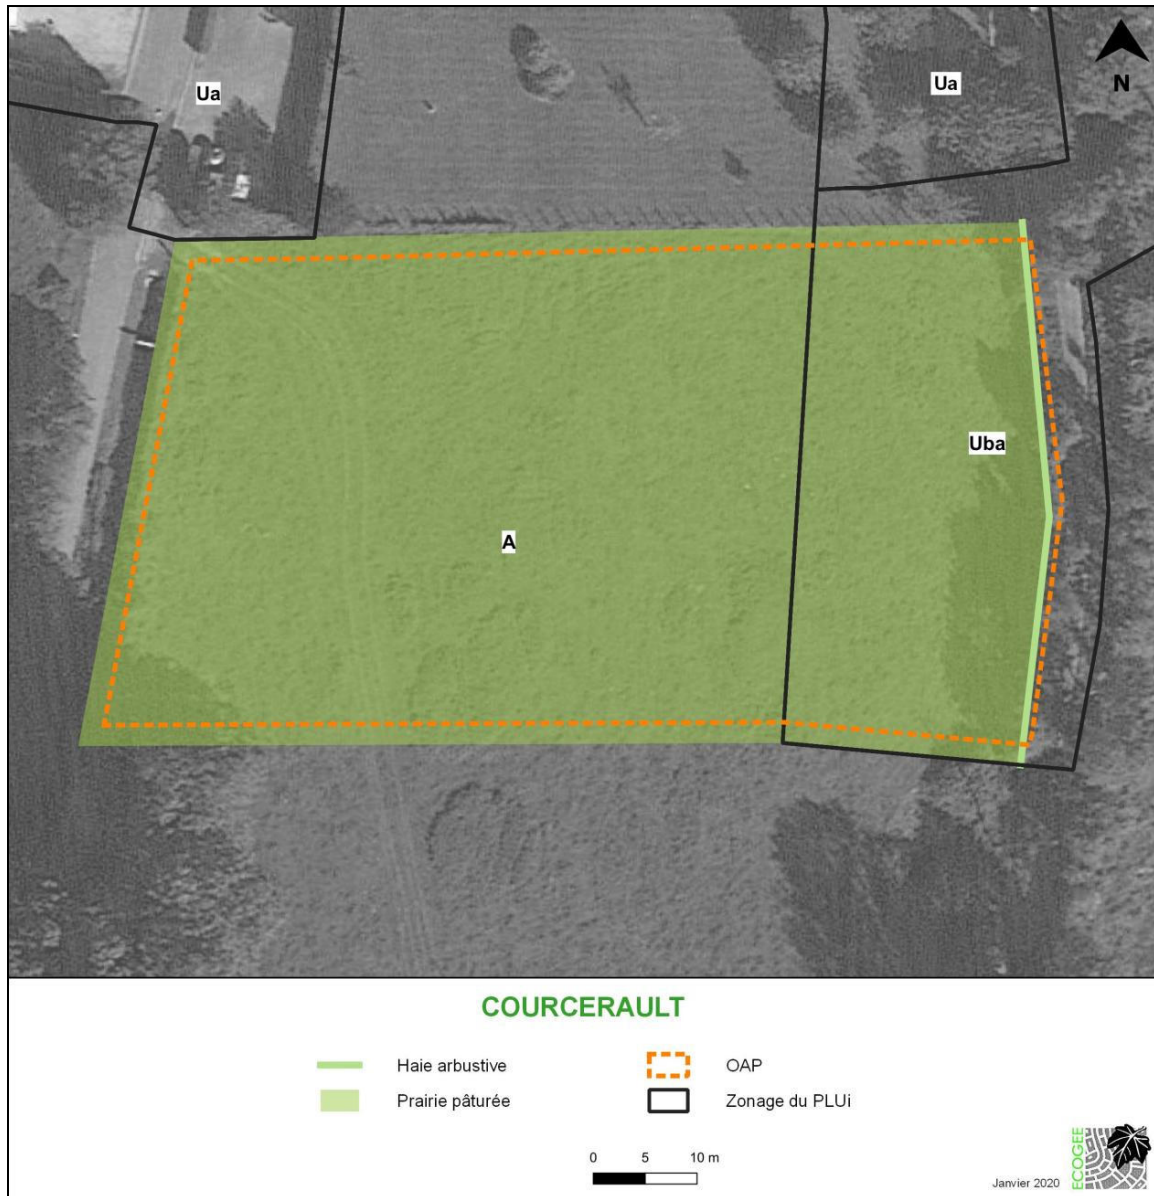 Ua
Ua
N
Uba
A
COURCERAULT
Haie arbustive
OAP
Prairie pâturée
Zonage du PLUi
0 5 10 m
Janvier 2020
ECOGEE